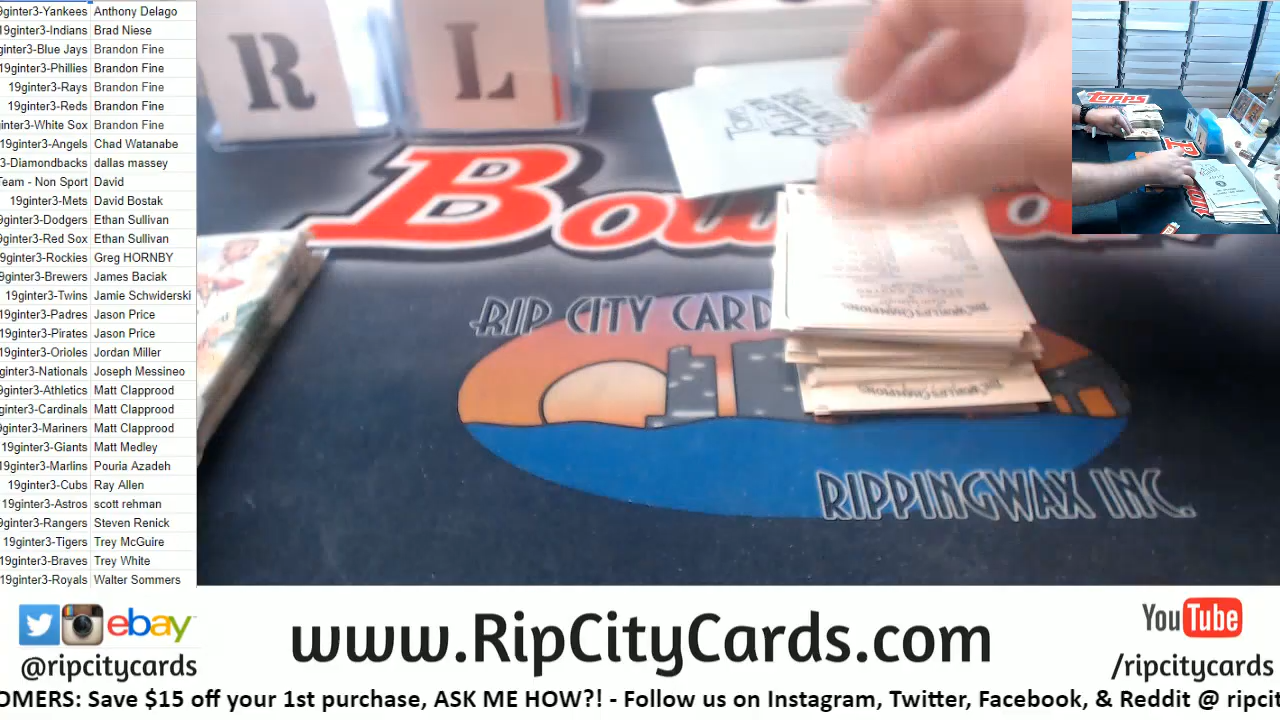 9ginter3-Yankees Anthony Delago
19ginter3-Indians Brad Niese
ginter3-Blue Jays Brandon Fine
19ginter3-Phillies Brandon Fine
19ginter3-Rays Brandon Fine
19ginter3-Reds Brandon Fine
inter3-White Sox Brandon Fine
19ginter3-Angels Chad Watanabe
3-Diamondbacks dallas massey
Team - Non Sport David
19ginter3-Mets David Bostak
9ginter3-Dodgers Ethan Sullivan
9ginter3-Red Sox Ethan Sullivan
9ginter3-Rockies Greg HORNBY
9ginter3-Brewers James Baciak
19ginter3-Twins Jamie Schwiderski
19ginter3-Padres Jason Price
19ginter3-Pirates Jason Price
19ginter3-Orioles Jordan Miller
ginter3-Nationals Joseph Messineo
9ginter3-Athletics Matt Clapprood
ginter3-Cardinals Matt Clapprood
ginter3-Mariners Matt Clapprood
19ginter3-Giants Matt Medley
9ginter3-Marlins Pouria Azadeh
19ginter3-Cubs Ray Allen
19ginter3-Astros scott rehman
9ginter3-Rangers Steven Renick
19ginter3-Tigers Trey McGuire
19ginter3-Braves Trey White
19ginter3-Royals Walter Sommers
R L
topps
Bow
RIP CITY CARD
RIPPINGWAX INC.
THE WORLD'S CHAMPIONS
THE WORLD'S CHAMPIONS
ebay
@ripcitycards
www.RipCityCards.com
YouTube
/ripcitycards
OMERS: Save $15 off your 1st purchase, ASK ME HOW?! - Follow us on Instagram, Twitter, Facebook, & Reddit @ ripcit